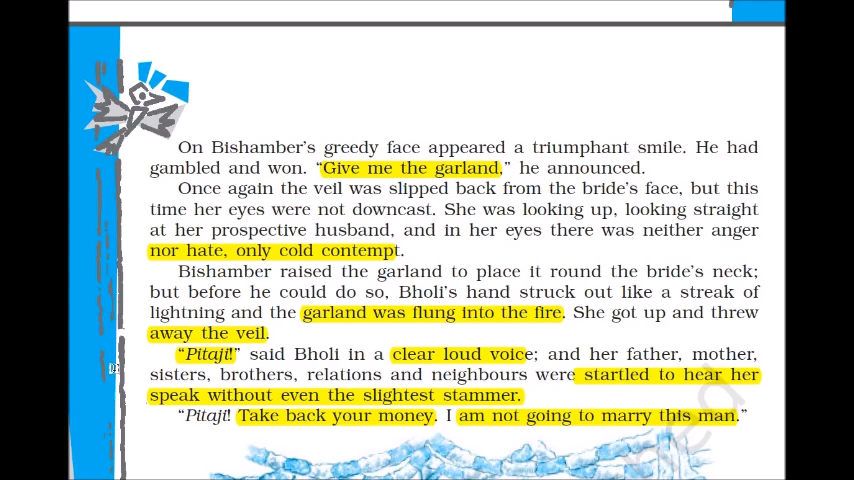 On Bishamber's greedy face appeared a triumphant smile. He had
gambled and won. "Give me the garland," he announced.
Once again the veil was slipped back from the bride's face, but this
time her eyes were not downcast. She was looking up, looking straight
at her prospective husband, and in her eyes there was neither anger
nor hate, only cold contempt.
Bishamber raised the garland to place it round the bride's neck;
but before he could do so, Bholi's hand struck out like a streak of
lightning and the garland was flung into the fire. She got up and threw
away the veil.
"Pitaji!" said Bholi in a clear loud voice; and her father, mother,
sisters, brothers, relations and neighbours were startled to hear her
speak without even the slightest stammer.
"Pitaji! Take back your money. I am not going to marry this man."